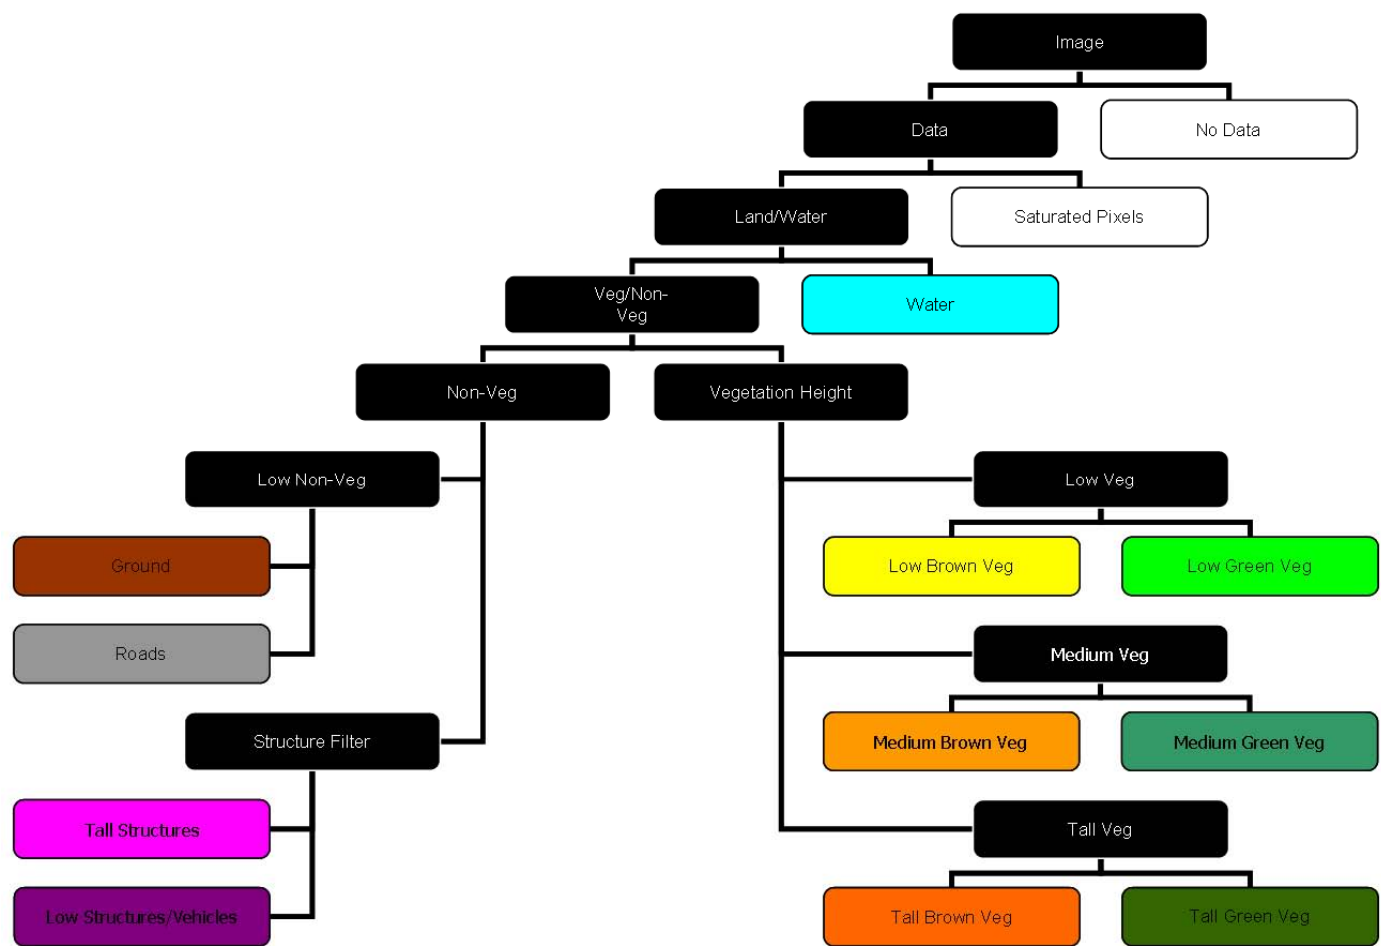 Image
Data
No Data
Land/Water
Saturated Pixels
Veg/Non-
Veg
Water
Non-Veg
Vegetation Height
Low Non-Veg
Low Veg
Ground
Low Brown Veg
Low Green Veg
Roads
Medium Veg
Structure Filter
Medium Brown Veg
Medium Green Veg
Tall Structures
Tall Veg
Low Structures/Vehicles
Tall Brown Veg
Tall Green Veg